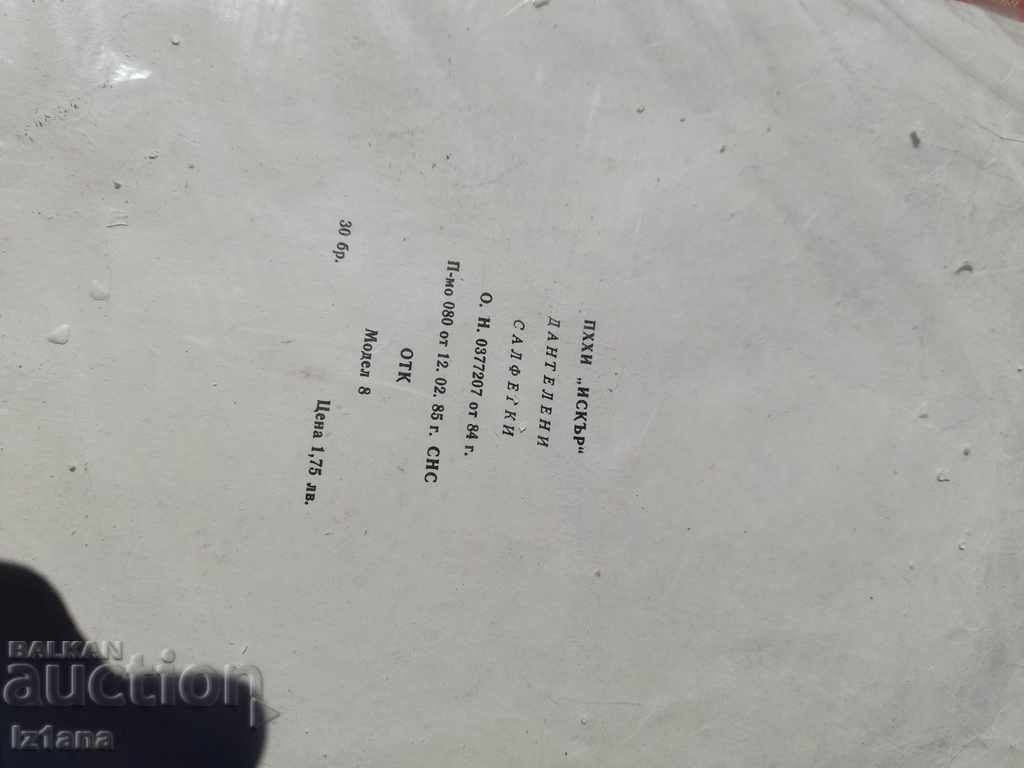 ПХХИ „ИСКЪР“
ДАНТЕЛЕНИ
САЛФЕТКИ
О. Н. 0377207 от 84 г.
П-мо 080 от 12. 02. 85 г. СНС
ОТК
Модел 8
30 бр.
Цена 1,75 лв.
BALKAN
auction
Iz1ana